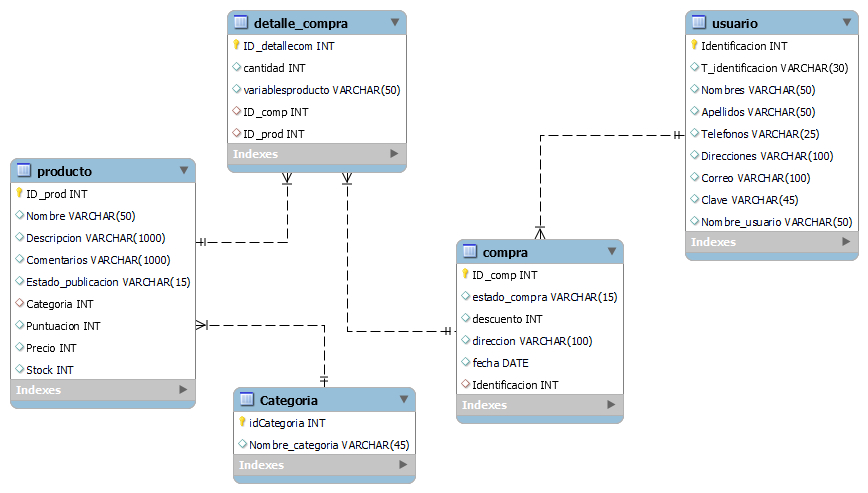 detalle_compra
ID_detallecom INT
cantidad INT
variablesproducto VARCHAR(50)
ID_comp INT
ID_prod INT
Indexes
usuario
Identificacion INT
T_identificacion VARCHAR(30)
Nombres VARCHAR(50)
Apellidos VARCHAR(50)
Telefonos VARCHAR(25)
Direcciones VARCHAR(100)
Correo VARCHAR(100)
Clave VARCHAR(45)
Nombre_usuario VARCHAR(50)
Indexes
producto
ID_prod INT
Nombre VARCHAR(50)
Descripcion VARCHAR(1000)
Comentarios VARCHAR(1000)
Estado_publicacion VARCHAR(15)
Categoria INT
Puntuacion INT
Precio INT
Stock INT
Indexes
compra
ID_comp INT
estado_compra VARCHAR(15)
descuento INT
direccion VARCHAR(100)
fecha DATE
Identificacion INT
Indexes
Categoria
idCategoria INT
Nombre_categoria VARCHAR(45)
Indexes